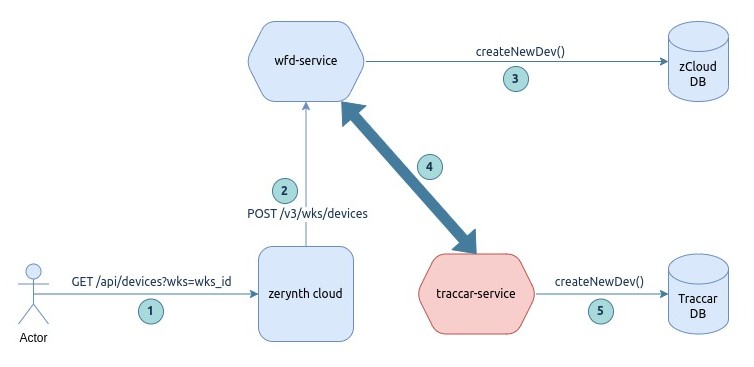 wfd-service
createNewDev()
3
zCloud
DB
4
2
POST /v3/wks/devices
GET /api/devices?wks=wks_id
1
zerynth cloud
traccar-service
createNewDev()
5
Traccar
DB
Actor